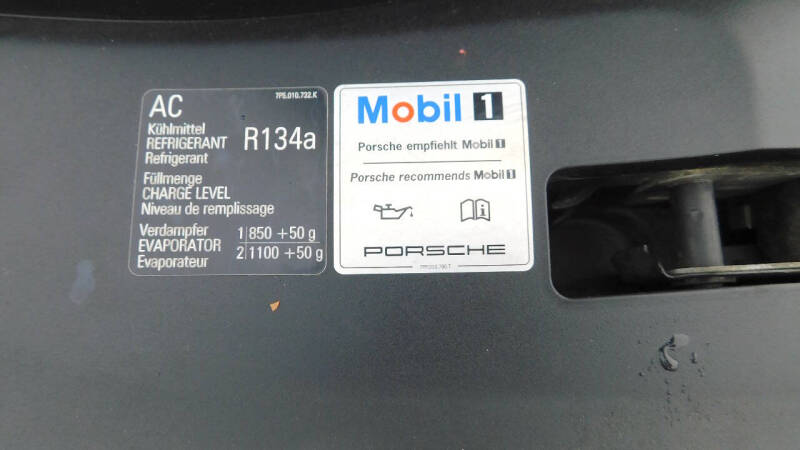 7P5.010.732.K
AC
Kühlmittel
REFRIGERANT R134a
Refrigerant
Füllmenge
CHARGE LEVEL
Niveau de remplissage
Verdampfer 1 850 +50 g
EVAPORATOR 2 1100 +50 g
Evaporateur
Mobil 1
Porsche empfiehlt Mobil 1
Porsche recommends Mobil 1
PORSCHE